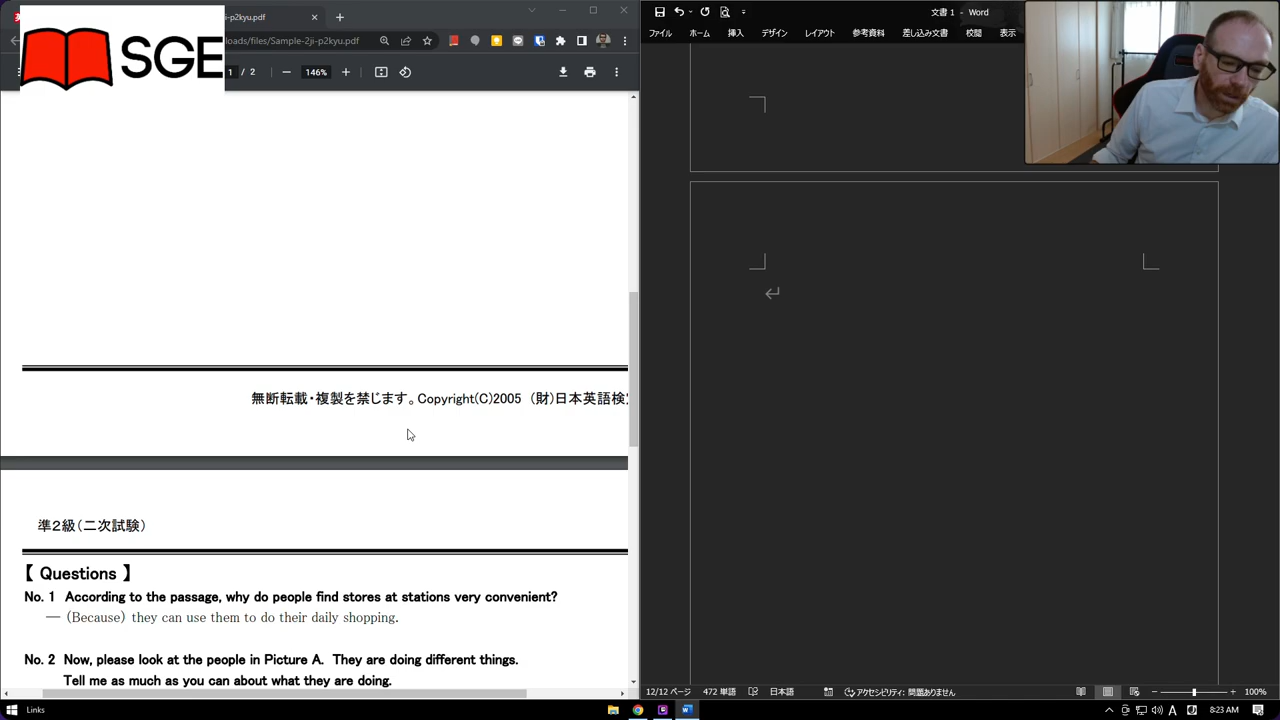 ji-p2kyu.pdf
SGE
loads/files/Sample-2ji-p2kyu.pdf
1 / 2
146%
文書 1 - Word
ファイル ホーム 挿入 デザイン レイアウト 参考資料 差し込み文書 校閲 表示
無断転載・複製を禁じます。Copyright(C)2005 (財)日本英語検
準2級(二次試験)
【 Questions 】
No. 1 According to the passage, why do people find stores at stations very convenient?
— (Because) they can use them to do their daily shopping.
No. 2 Now, please look at the people in Picture A. They are doing different things.
Tell me as much as you can about what they are doing.
12/12 ページ 472 単語 日本語 アクセシビリティ: 問題ありません 100%
Links
A 8:23 AM